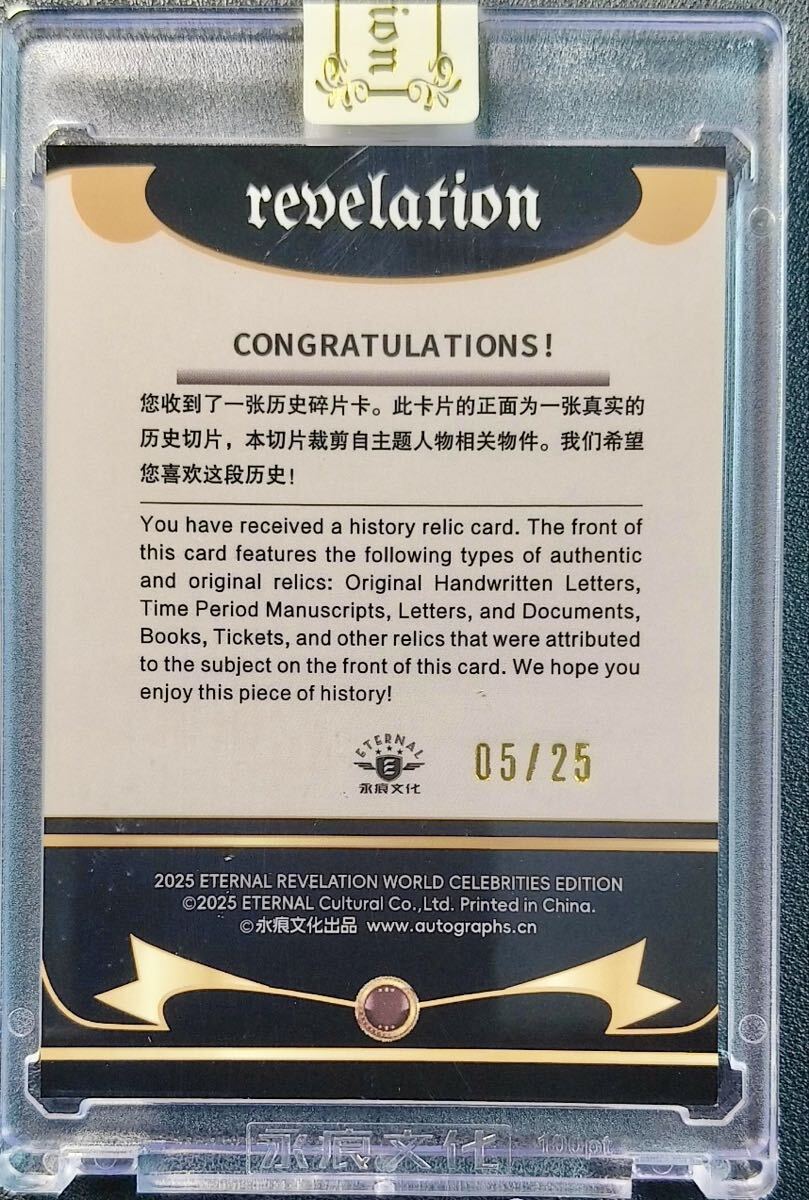 ion
revelation
CONGRATULATIONS!
您收到了一张历史碎片卡。此卡片的正面为一张真实的
历史切片，本切片裁剪自主题人物相关物件。我们希望
您喜欢这段历史!
You have received a history relic card. The front of
this card features the following types of authentic
and original relics: Original Handwritten Letters,
Time Period Manuscripts, Letters, and Documents,
Books, Tickets, and other relics that were attributed
to the subject on the front of this card. We hope you
enjoy this piece of history!
ETERNAL
永痕文化
05/25
2025 ETERNAL REVELATION WORLD CELEBRITIES EDITION
©2025 ETERNAL Cultural Co.,Ltd. Printed in China.
©永痕文化出品 www.autographs.cn
永痕文化 100pt